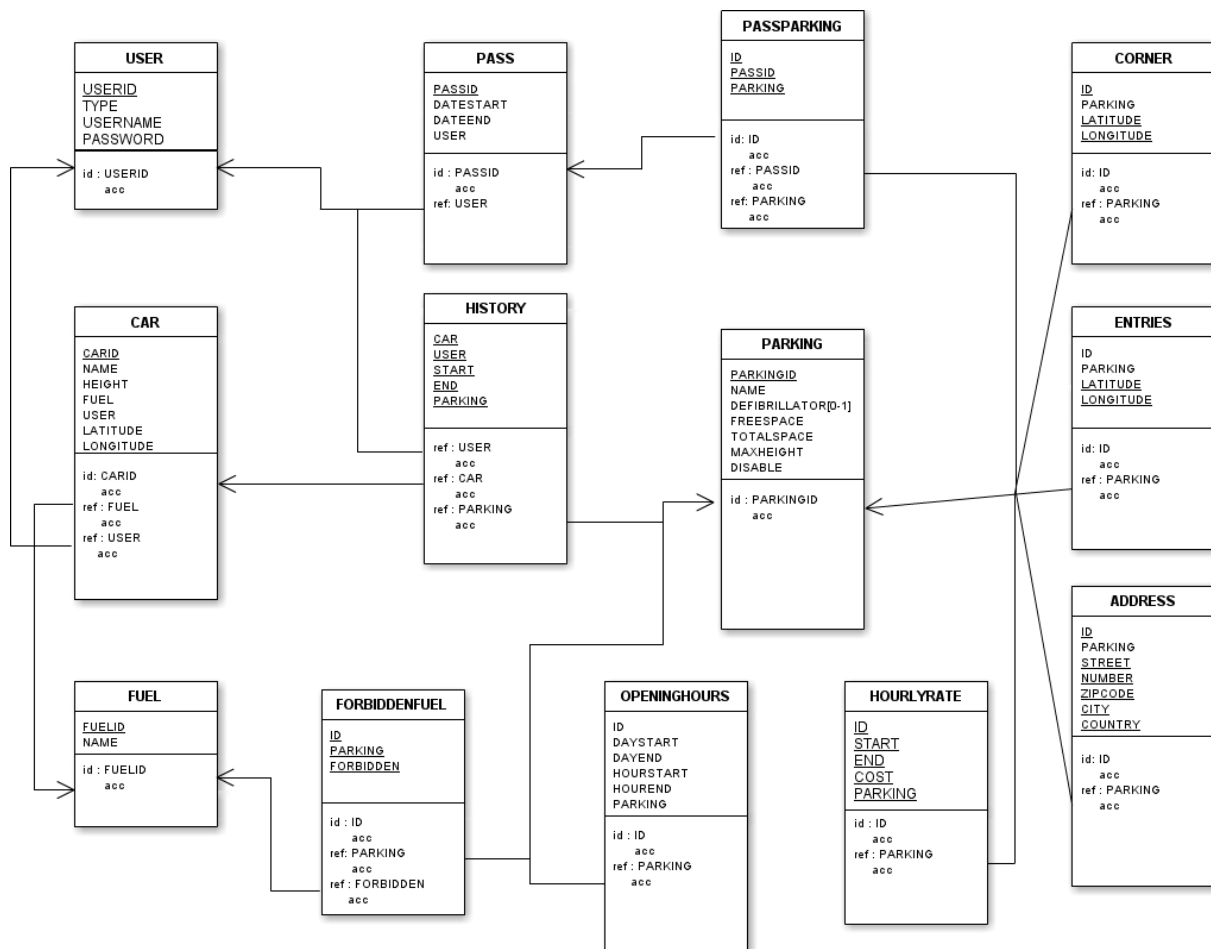 USER
USERID
TYPE
USERNAME
PASSWORD
id : USERID
acc
PASS
PASSID
DATESTART
DATEEND
USER
id : PASSID
acc
ref: USER
PASSPARKING
ID
PASSID
PARKING
id: ID
acc
ref : PASSID
acc
ref: PARKING
acc
CORNER
ID
PARKING
LATITUDE
LONGITUDE
id: ID
acc
ref : PARKING
acc
CAR
CARID
NAME
HEIGHT
FUEL
USER
LATITUDE
LONGITUDE
id: CARID
acc
ref : FUEL
acc
ref : USER
acc
HISTORY
CAR
USER
START
END
PARKING
ref : USER
acc
ref : CAR
acc
ref : PARKING
acc
PARKING
PARKINGID
NAME
DEFIBRILLATOR[0-1]
FREESPACE
TOTALSPACE
MAXHEIGHT
DISABLE
id : PARKINGID
acc
ENTRIES
ID
PARKING
LATITUDE
LONGITUDE
id: ID
acc
ref : PARKING
acc
FUEL
FUELID
NAME
id : FUELID
acc
FORBIDDENFUEL
ID
PARKING
FORBIDDEN
id : ID
acc
ref: PARKING
acc
ref : FORBIDDEN
acc
OPENINGHOURS
ID
DAYSTART
DAYEND
HOURSTART
HOUREND
PARKING
id : ID
acc
ref : PARKING
acc
HOURLYRATE
ID
START
END
COST
PARKING
id : ID
acc
ref : PARKING
acc
ADDRESS
ID
PARKING
STREET
NUMBER
ZIPCODE
CITY
COUNTRY
id: ID
acc
ref : PARKING
acc